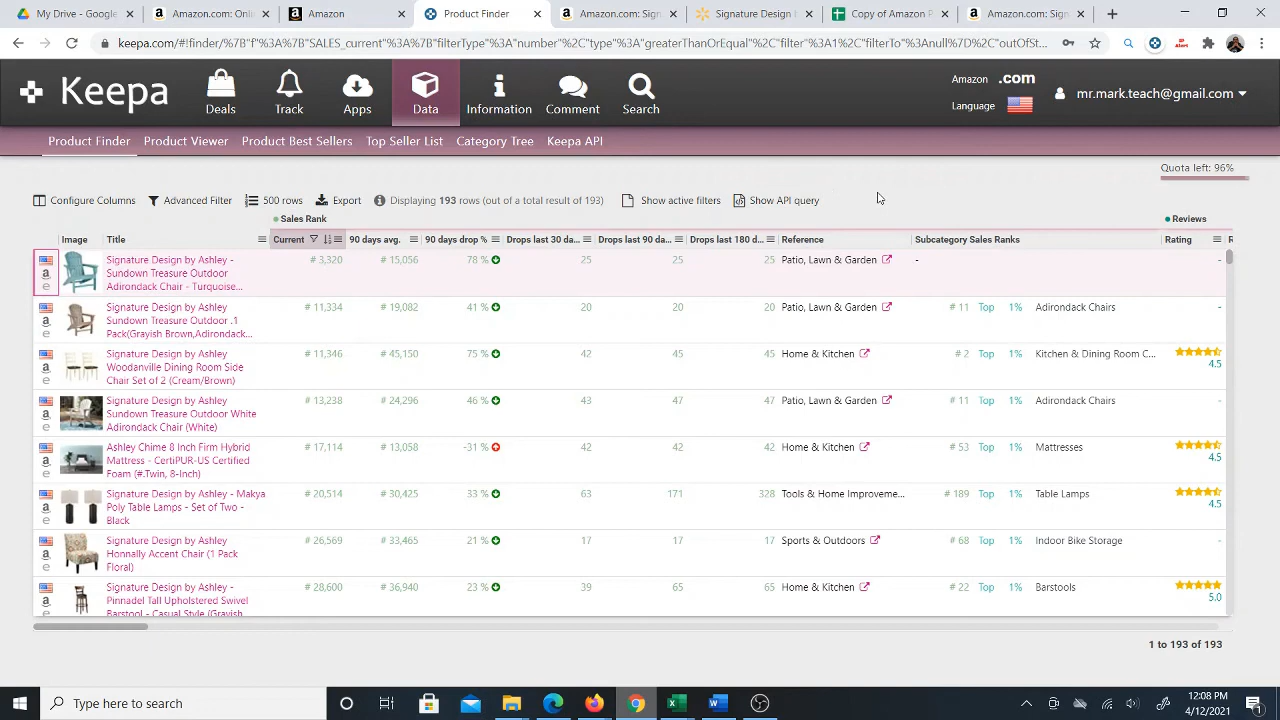 My Drive - Google
Amazon.com: Onli
Amazon
Product Finder
Amazon.com: Sign
Signature Design
Copy of Amazon P
Amazon.com: Sign
keepa.com/#!finder/%7B"f"%3A%7B"SALES_current"%3A%7B"filterType"%3A"number"%2C"type"%3A"greaterThanOrEqual"%2C"filter"%3A1%2C"filterTo"%3Anull%7D%2C"outOfSt...
Keepa
Deals
Track
Apps
Data
Information
Comment
Search
Amazon .com
Language
mr.mark.teach@gmail.com
Product Finder Product Viewer Product Best Sellers Top Seller List Category Tree Keepa API
Quota left: 96%
Configure Columns Advanced Filter 500 rows Export Displaying 193 rows (out of a total result of 193) Show active filters Show API query
Sales Rank Reviews
Image Title Current 90 days avg. 90 days drop % Drops last 30 da... Drops last 90 da... Drops last 180 d... Reference Subcategory Sales Ranks Rating R
Signature Design by Ashley -
Sundown Treasure Outdoor
Adirondack Chair - Turquoise...
# 3,320 # 15,056 78 % 25 25 25 Patio, Lawn & Garden - -
Signature Design by Ashley
Sundown Treasure Outdoor .1
Pack(Grayish Brown,Adirondack...
# 11,334 # 19,082 41 % 20 20 20 Patio, Lawn & Garden # 11 Top 1% Adirondack Chairs -
Signature Design by Ashley
Woodanville Dining Room Side
Chair Set of 2 (Cream/Brown)
# 11,346 # 45,150 75 % 42 45 45 Home & Kitchen # 2 Top 1% Kitchen & Dining Room C...
4.5
Signature Design by Ashley
Sundown Treasure Outdoor White
Adirondack Chair (White)
# 13,238 # 24,296 46 % 43 47 47 Patio, Lawn & Garden # 11 Top 1% Adirondack Chairs -
Ashley Chime 8 Inch Firm Hybrid
Mattress - CertiPUR-US Certified
Foam (#.Twin, 8-Inch)
# 17,114 # 13,058 -31 % 42 42 42 Home & Kitchen # 53 Top 1% Mattresses
4.5
Signature Design by Ashley - Makya
Poly Table Lamps - Set of Two -
Black
# 20,514 # 30,425 33 % 63 171 328 Tools & Home Improveme... # 189 Top 1% Table Lamps
4.5
Signature Design by Ashley
Honnally Accent Chair (1 Pack
Floral)
# 26,569 # 33,465 21 % 17 17 17 Sports & Outdoors # 68 Top 1% Indoor Bike Storage -
Signature Design by Ashley -
Pinnadel Tall Upholstered Swivel
Barstool - Casual Style (Grayish
# 28,600 # 36,940 23 % 39 65 65 Home & Kitchen # 22 Top 1% Barstools
5.0
1 to 193 of 193
Type here to search
12:08 PM
4/12/2021